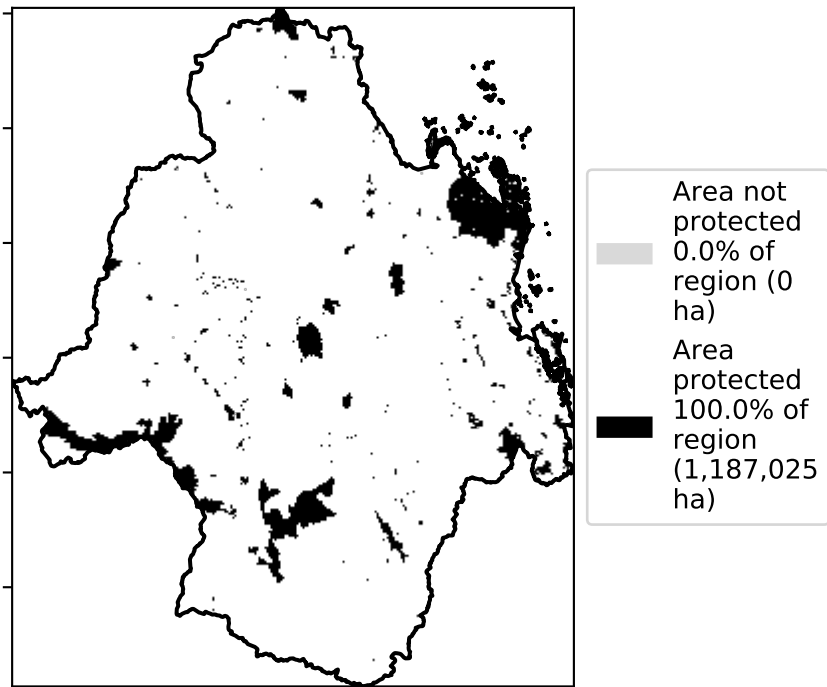 Area not
protected
0.0% of
region (0
ha)
Area
protected
100.0% of
region
(1,187,025
ha)